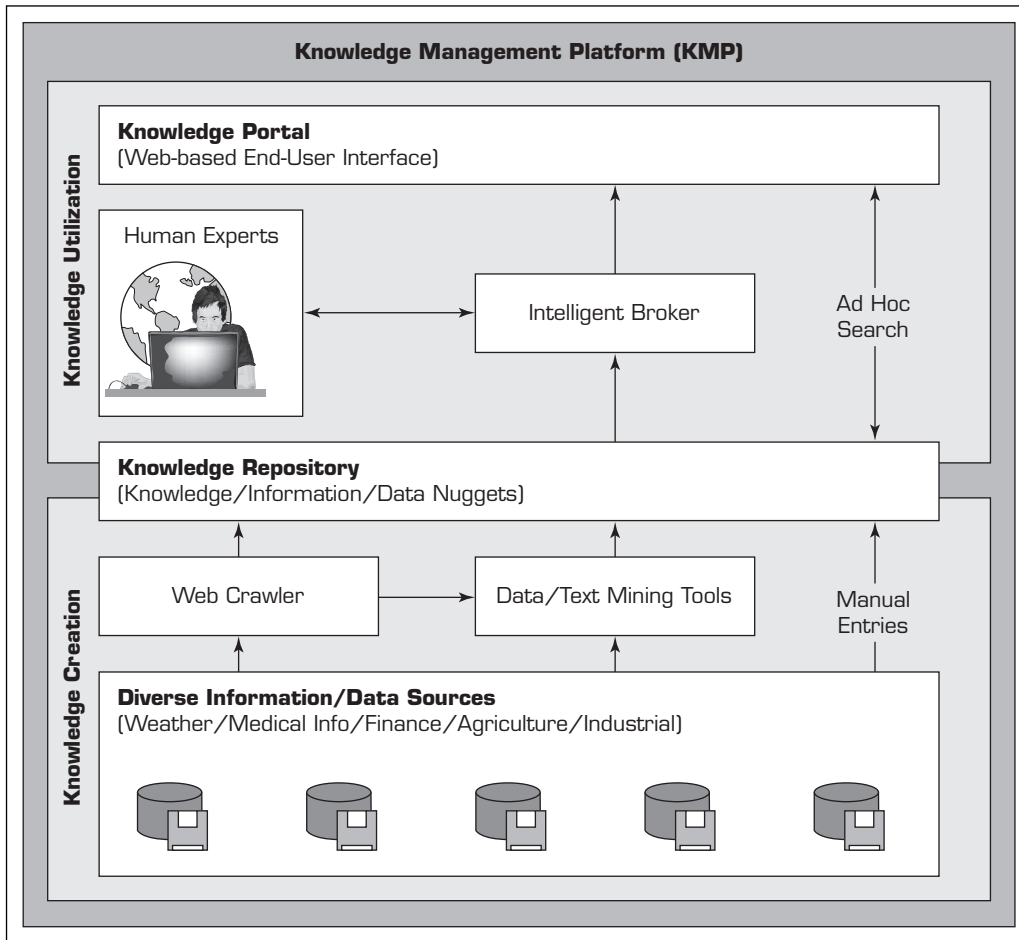 Knowledge Management Platform (KMP)
Knowledge Utilization
Knowledge Portal
(Web-based End-User Interface)
Human Experts
Intelligent Broker
Ad Hoc
Search
Knowledge Repository
(Knowledge/Information/Data Nuggets)
Knowledge Creation
Web Crawler
Data/Text Mining Tools
Manual
Entries
Diverse Information/Data Sources
(Weather/Medical Info/Finance/Agriculture/Industrial)